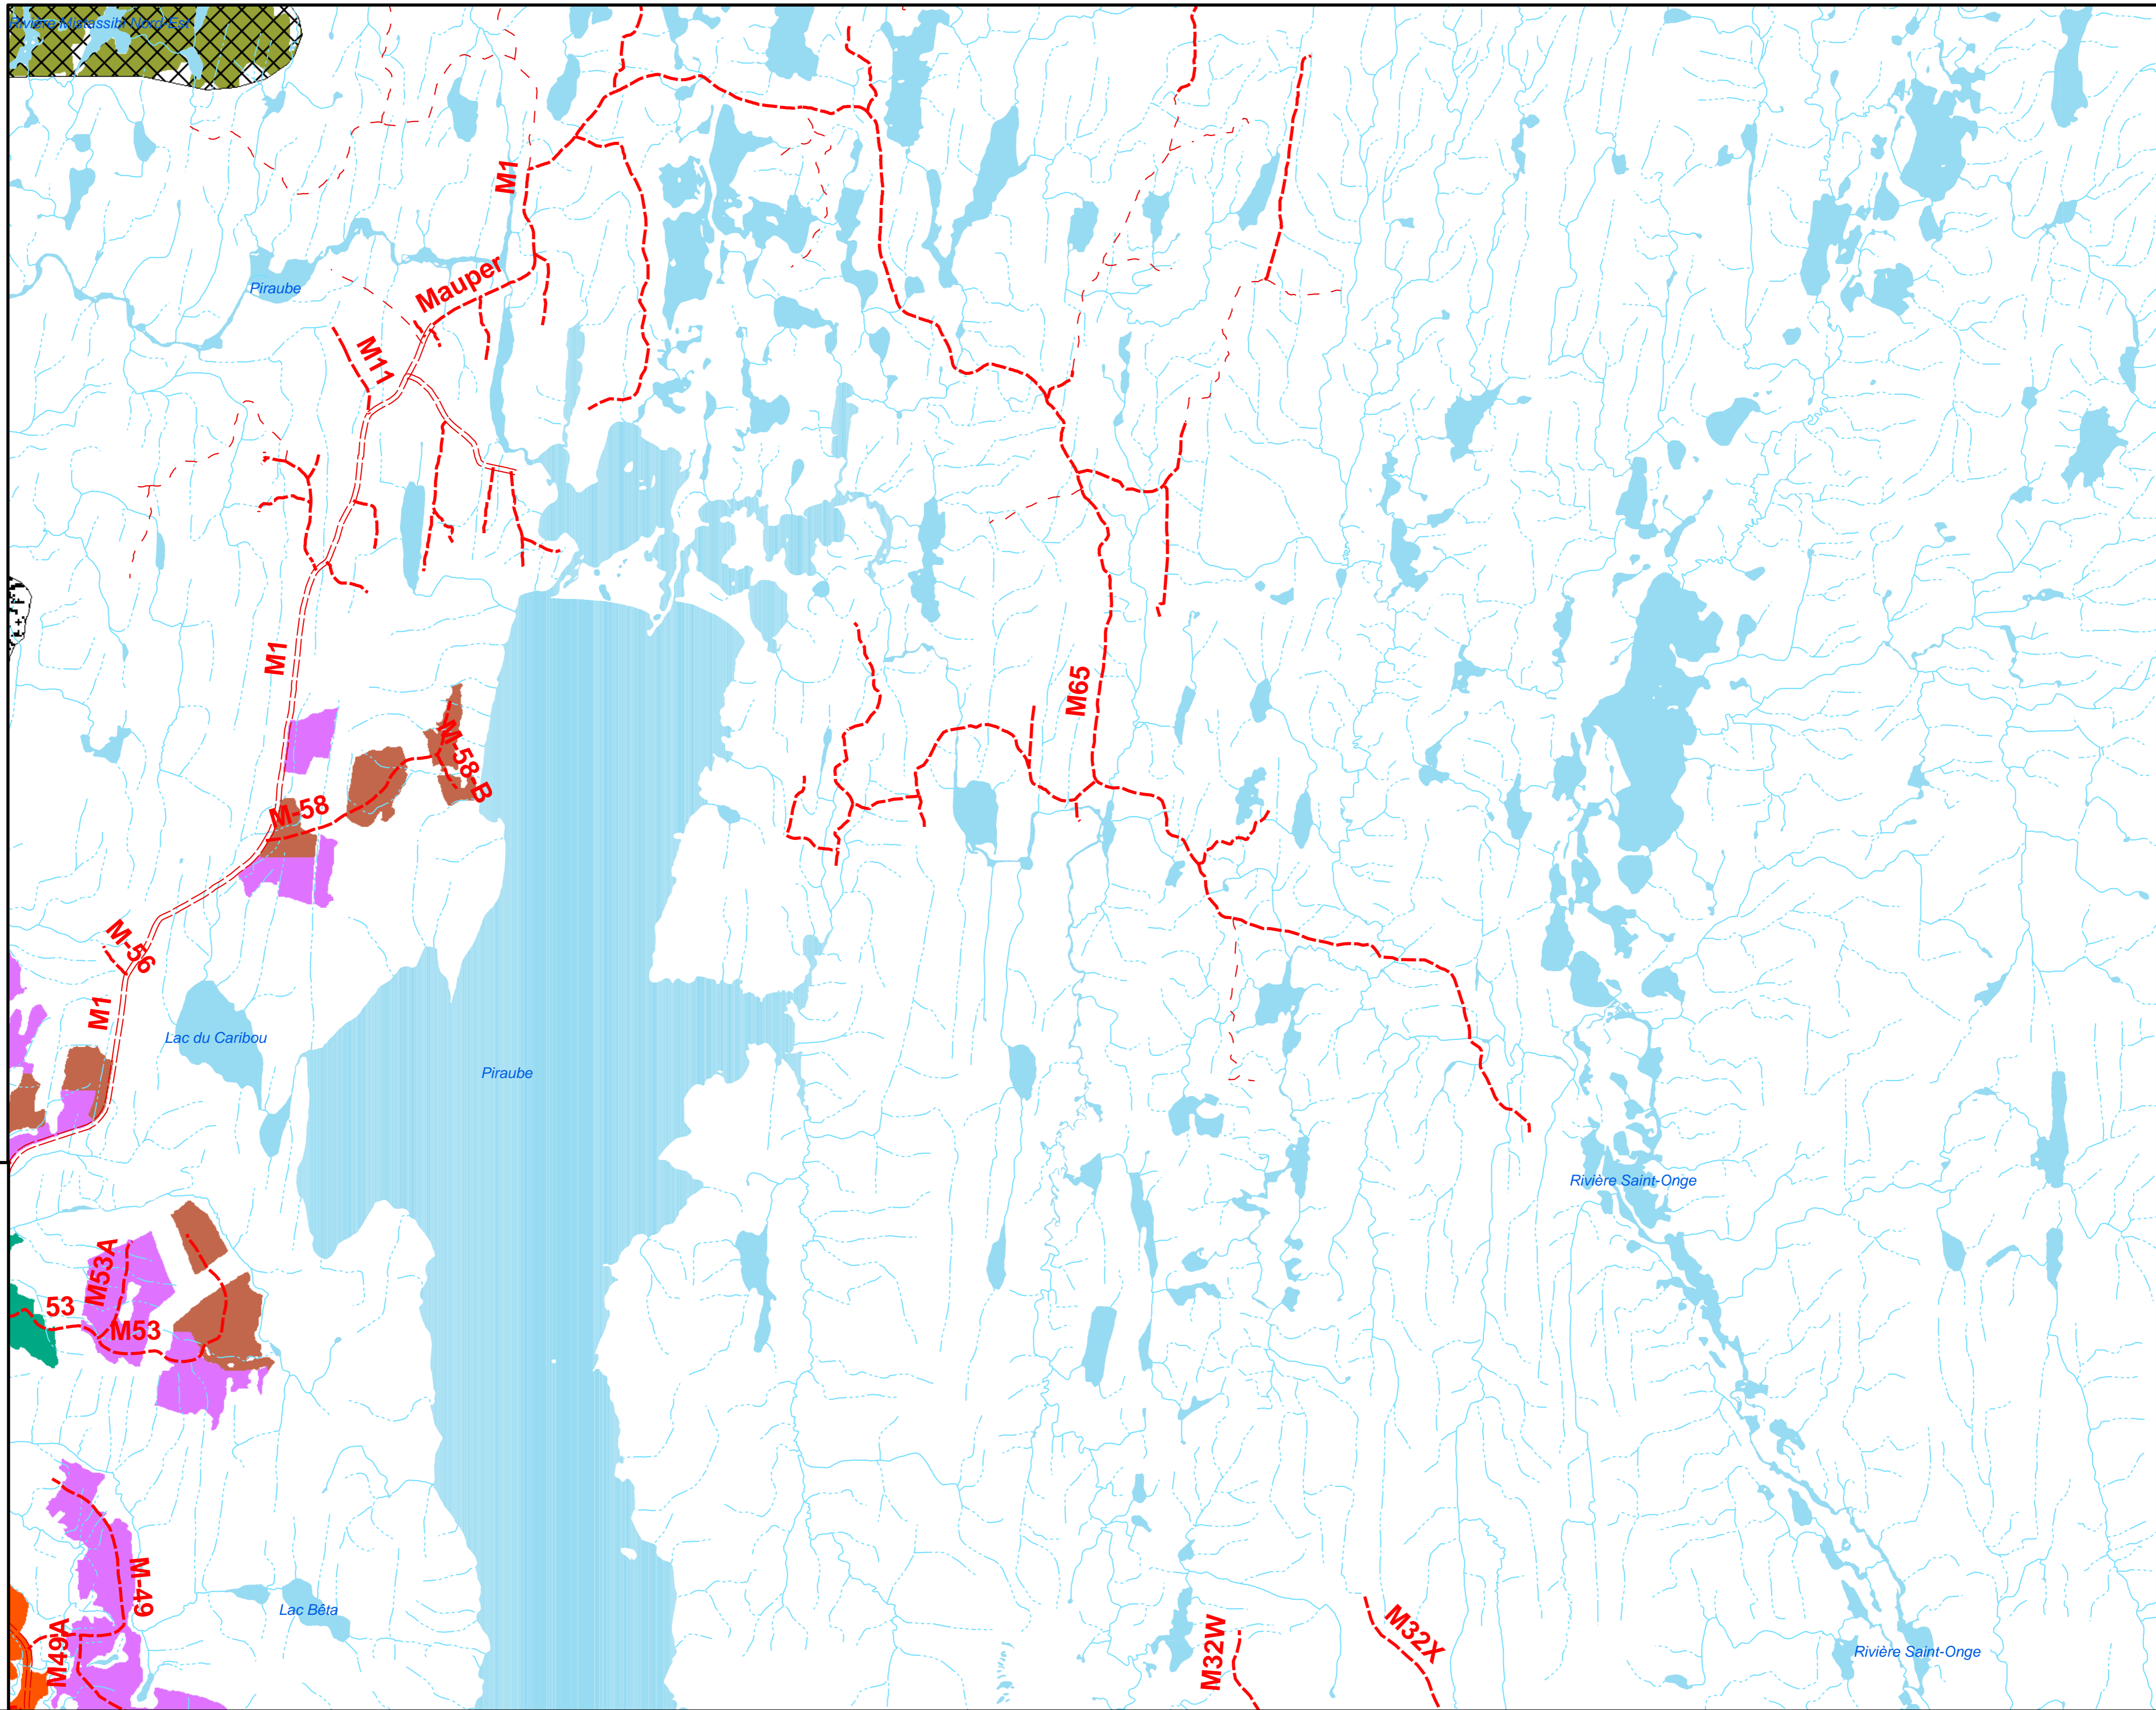 Rivière Mistassibi Nord-Est
M1
Mauper
Piraube
M11
M1
M65
M-58-B
M-58
M-56
M1
Lac du Caribou
Piraube
Rivière Saint-Onge
M53A
53
M53
M-49
Lac Bêta
M49A
M32W
M32X
Rivière Saint-Onge